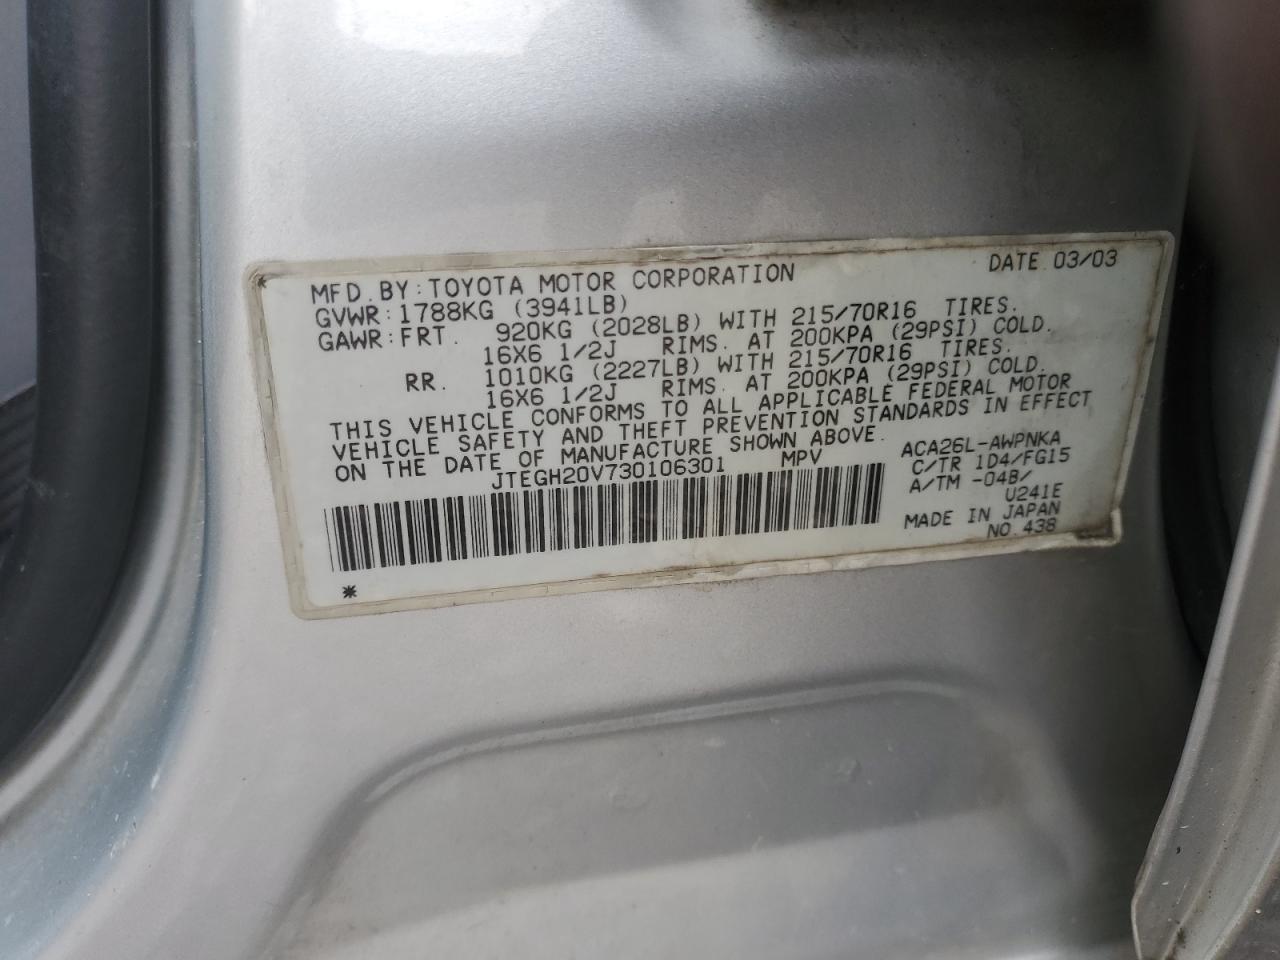 MFD. BY: TOYOTA MOTOR CORPORATION DATE 03/03
GVWR: 1788KG (3941LB)
GAWR: FRT. 920KG (2028LB) WITH 215/70R16 TIRES.
16X6 1/2J RIMS. AT 200KPA (29PSI) COLD.
RR. 1010KG (2227LB) WITH 215/70R16 TIRES.
16X6 1/2J RIMS. AT 200KPA (29PSI) COLD.
THIS VEHICLE CONFORMS TO ALL APPLICABLE FEDERAL MOTOR
VEHICLE SAFETY AND THEFT PREVENTION STANDARDS IN EFFECT
ON THE DATE OF MANUFACTURE SHOWN ABOVE.
JTEGH20V730106301 MPV
ACA26L-AWPNKA
C/TR 1D4/FG15
A/TM -04B/
U241E
MADE IN JAPAN
NO. 438